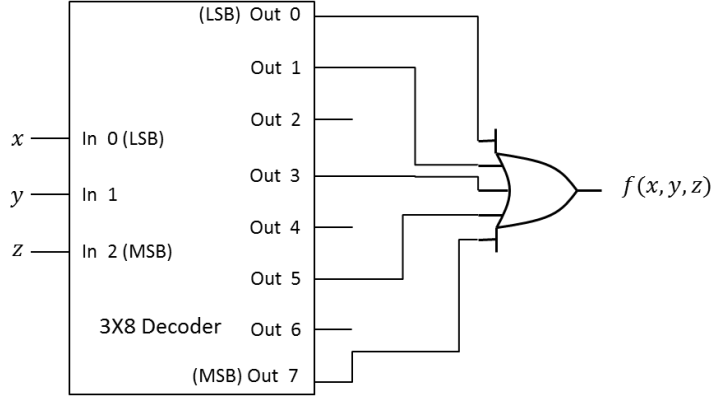 (LSB) Out 0
Out 1
Out 2
x In 0 (LSB)
Out 3
y In 1
f(x, y, z)
Out 4
z In 2 (MSB)
Out 5
3X8 Decoder
Out 6
(MSB) Out 7